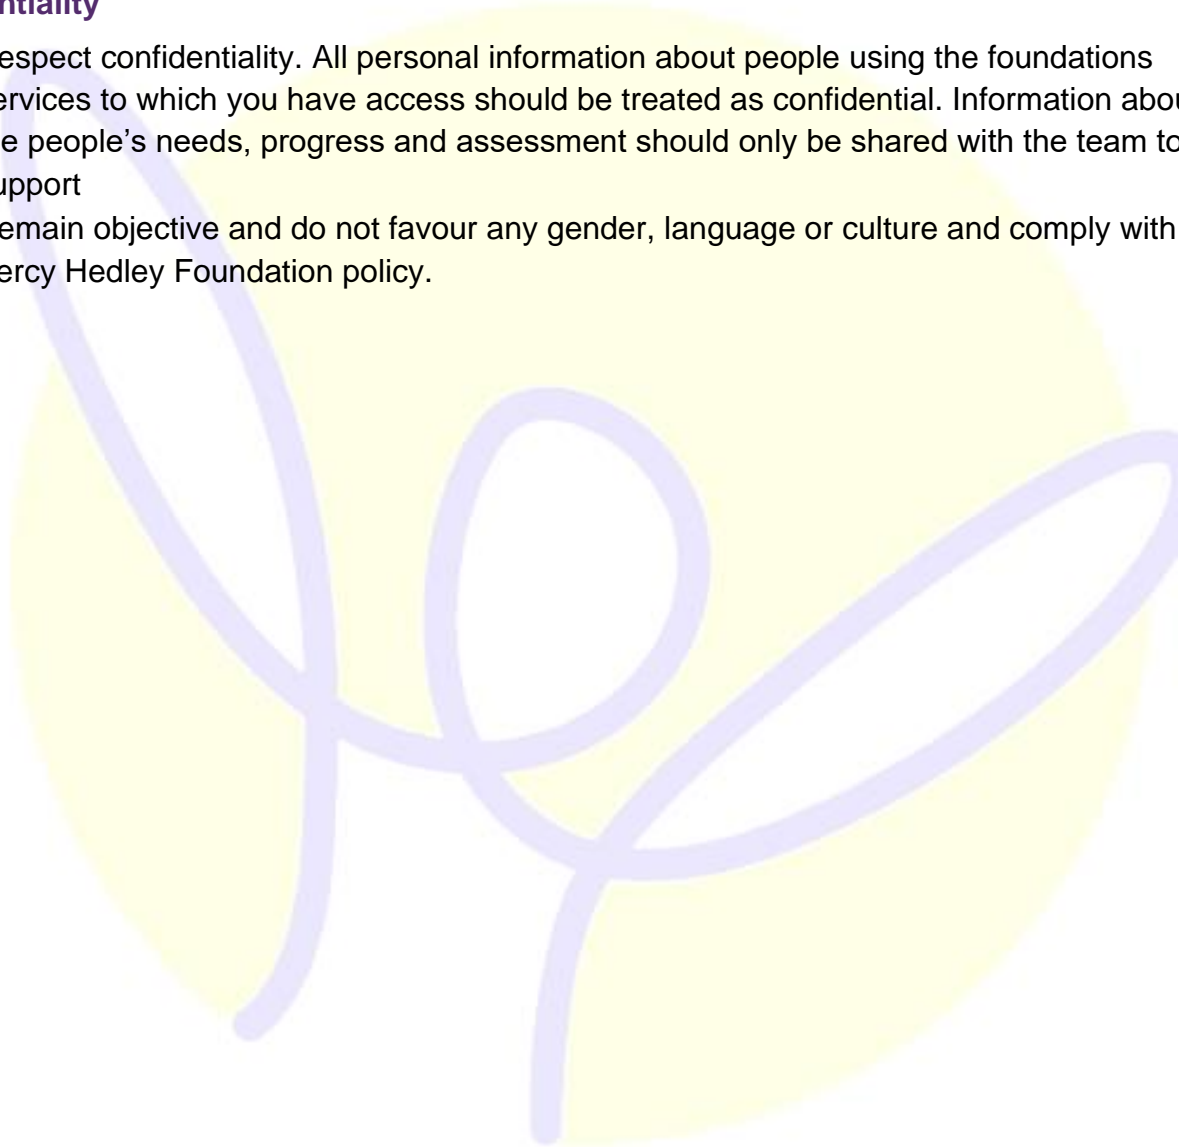 ntiality
espect confidentiality. All personal information about people using the foundations
ervices to which you have access should be treated as confidential. Information abou
e people's needs, progress and assessment should only be shared with the team to
upport
emain objective and do not favour any gender, language or culture and comply with
ercy Hedley Foundation policy.